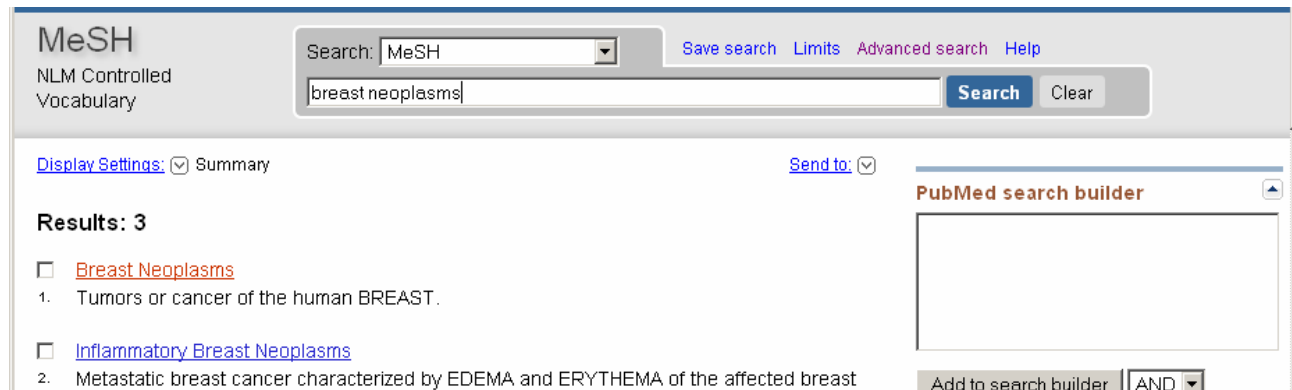 MeSH
NLM Controlled
Vocabulary
Search: MeSH
Save search Limits Advanced search Help
breast neoplasms
Search Clear
Display Settings: Summary
Send to:
PubMed search builder
Results: 3
Breast Neoplasms
1. Tumors or cancer of the human BREAST.
Inflammatory Breast Neoplasms
2. Metastatic breast cancer characterized by EDEMA and ERYTHEMA of the affected breast
Add to search builder AND